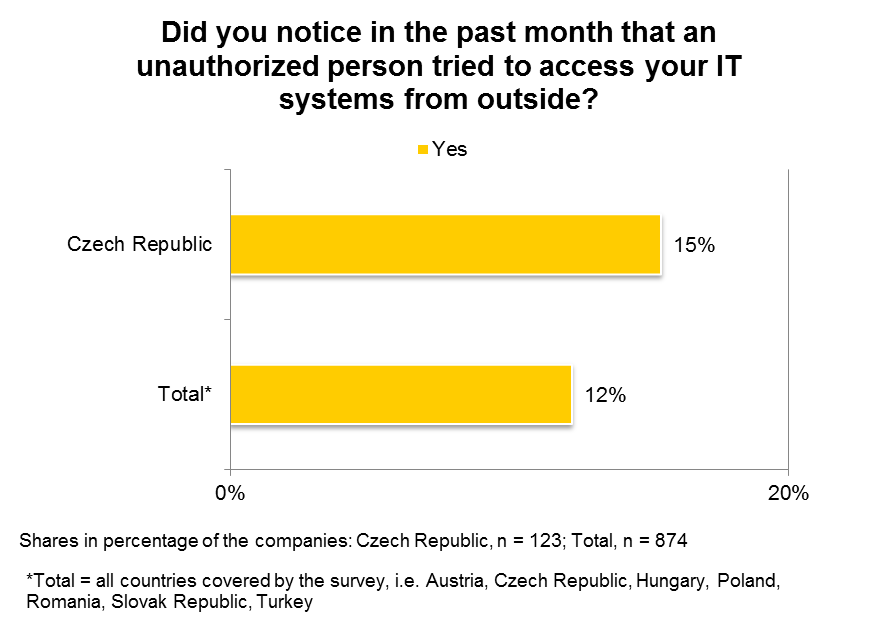 Did you notice in the past month that an
unauthorized person tried to access your IT
systems from outside?
Yes
Czech Republic
15%
Total*
12%
0%
20%
Shares in percentage of the companies: Czech Republic, n = 123; Total, n = 874
*Total = all countries covered by the survey, i.e. Austria, Czech Republic, Hungary, Poland,
Romania, Slovak Republic, Turkey